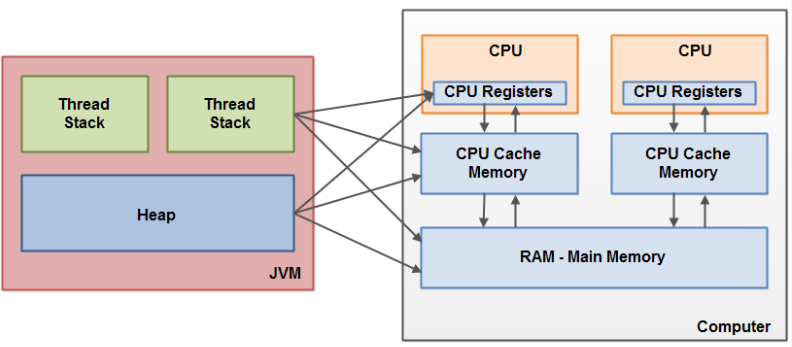 Thread
Stack
Thread
Stack
Heap
JVM
CPU
CPU Registers
CPU Cache
Memory
CPU
CPU Registers
CPU Cache
Memory
RAM - Main Memory
Computer